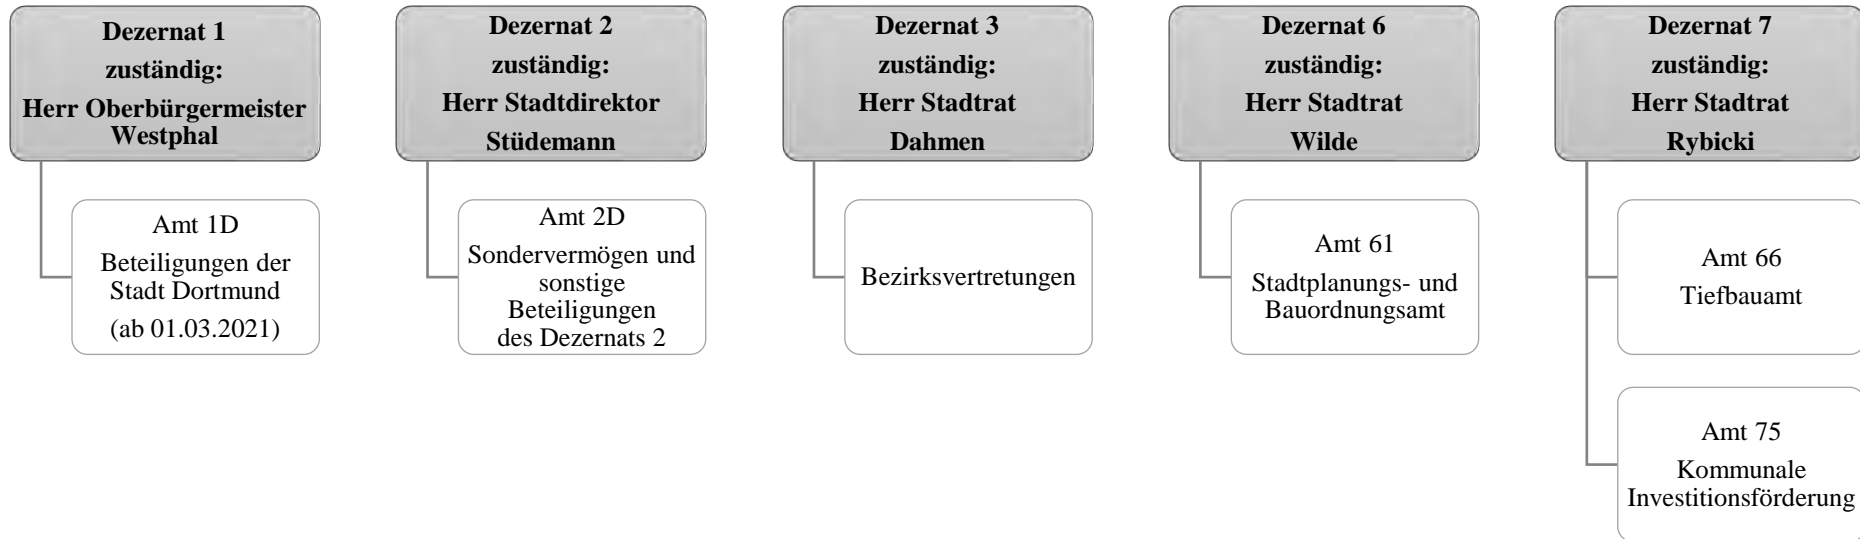 Dezernat 1
zuständig:
Herr Oberbürgermeister
Westphal
Amt 1D
Beteiligungen der
Stadt Dortmund
(ab 01.03.2021)
Dezernat 2
zuständig:
Herr Stadtdirektor
Stüdemann
Amt 2D
Sondervermögen und
sonstige
Beteiligungen
des Dezernats 2
Dezernat 3
zuständig:
Herr Stadtrat
Dahmen
Bezirksvertretungen
Dezernat 6
zuständig:
Herr Stadtrat
Wilde
Amt 61
Stadtplanungs- und
Bauordnungsamt
Dezernat 7
zuständig:
Herr Stadtrat
Rybicki
Amt 66
Tiefbauamt
Amt 75
Kommunale
Investitionsförderung